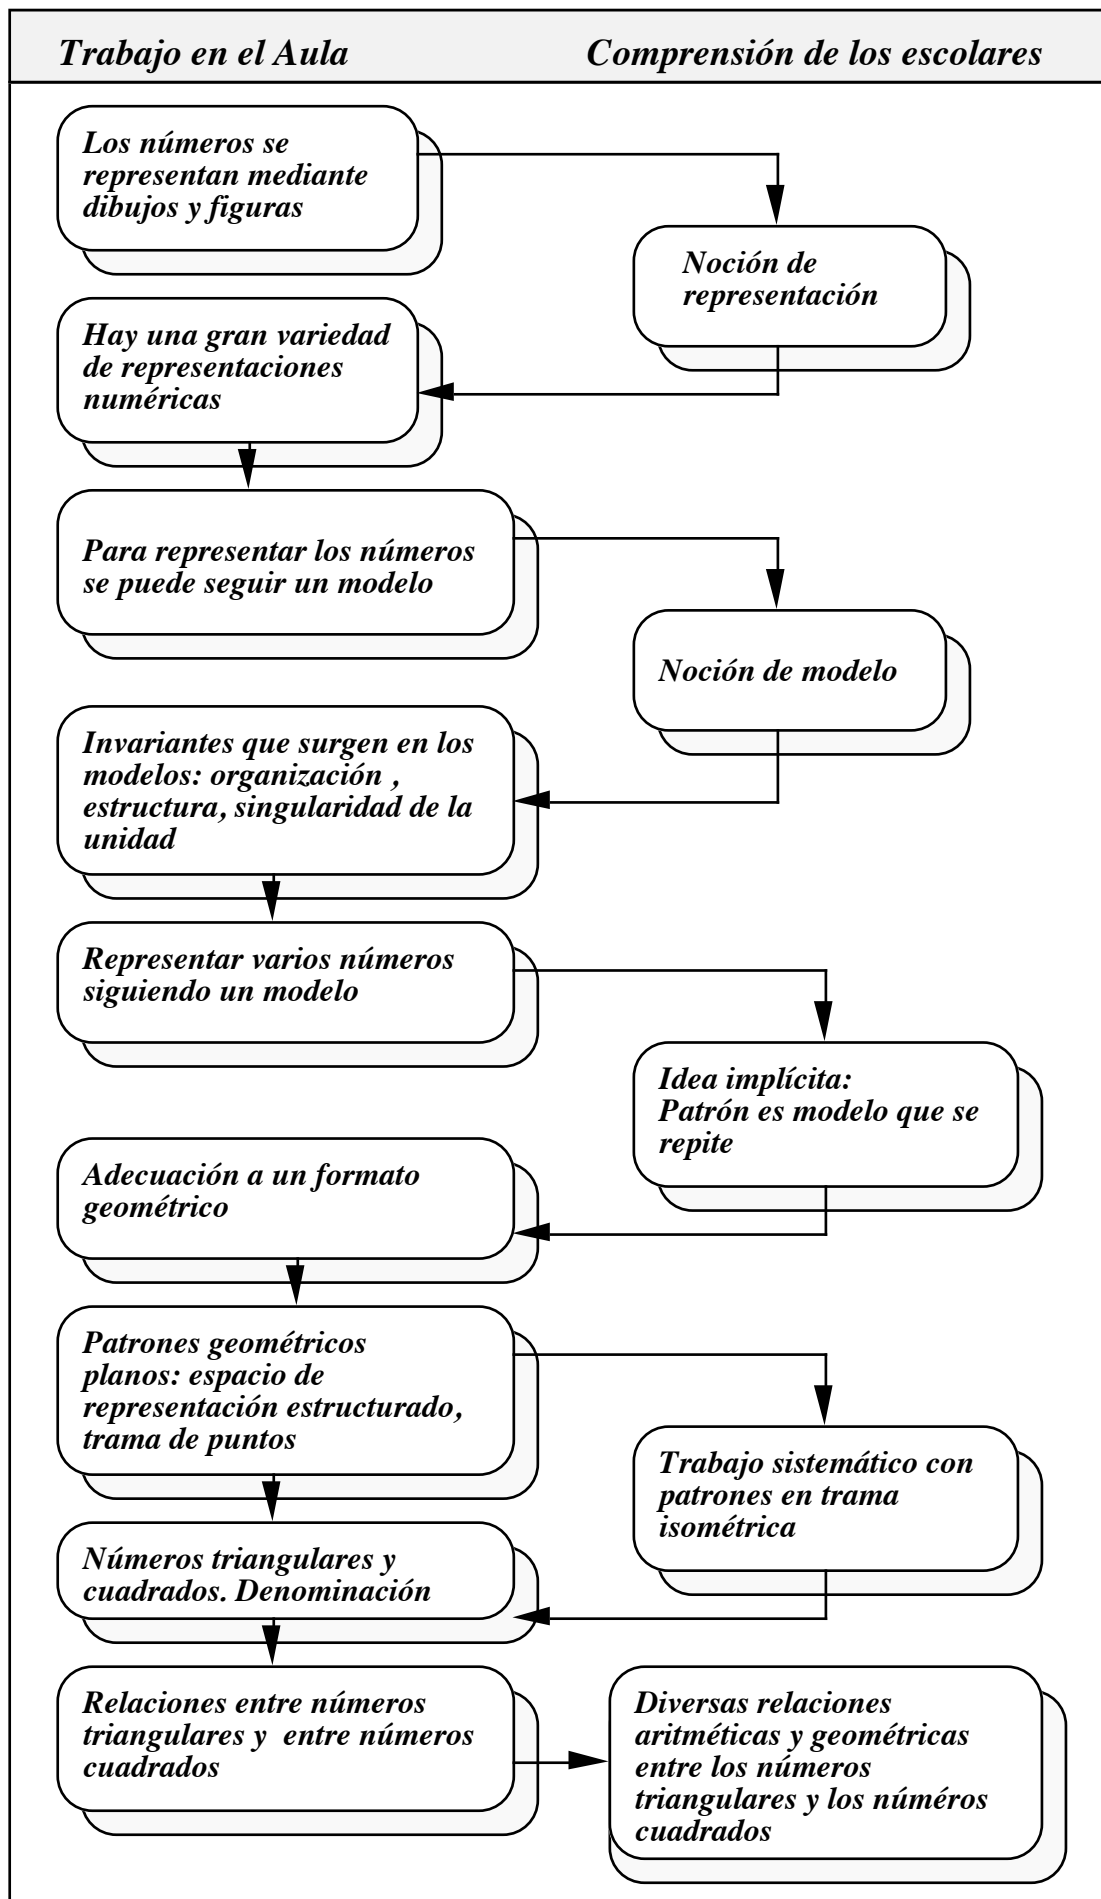 Trabajo en el Aula
Comprensión de los escolares
Los números se
representan mediante
dibujos y figuras
Noción de
representación
Hay una gran variedad
de representaciones
numéricas
Para representar los números
se puede seguir un modelo
Noción de modelo
Invariantes que surgen en los
modelos: organización ,
estructura, singularidad de la
unidad
Representar varios números
siguiendo un modelo
Idea implícita:
Patrón es modelo que se
repite
Adecuación a un formato
geométrico
Patrones geométricos
planos: espacio de
representación estructurado,
trama de puntos
Trabajo sistemático con
patrones en trama
isométrica
Números triangulares y
cuadrados. Denominación
Relaciones entre números
triangulares y  entre números
cuadrados
Diversas relaciones
aritméticas y geométricas
entre los números
triangulares y los núméros
cuadrados